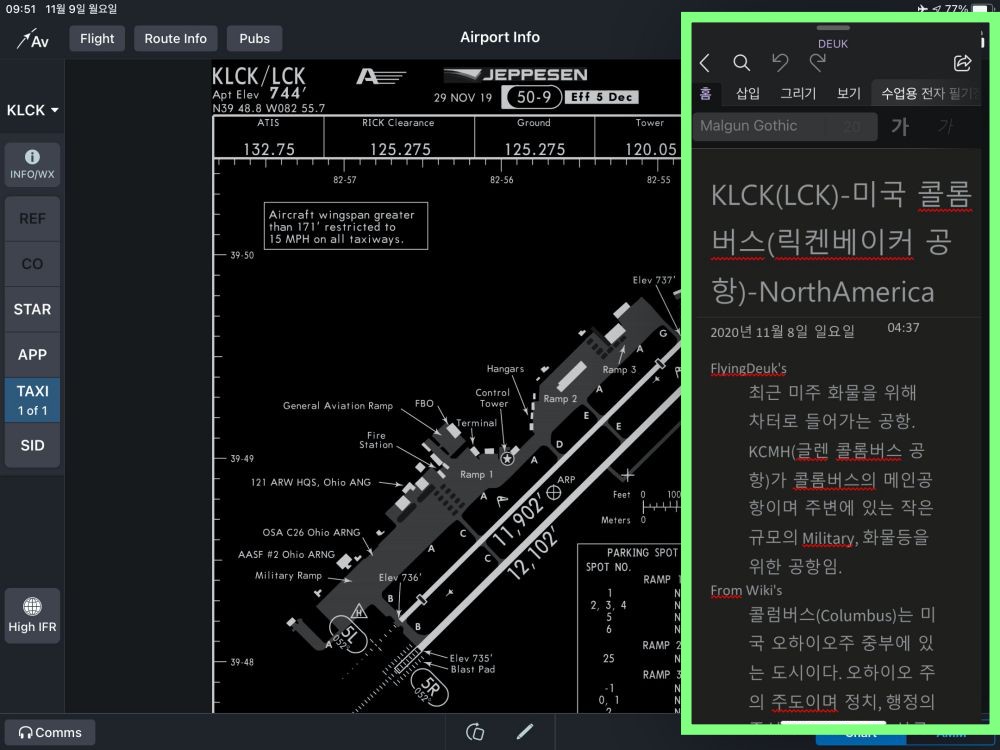 09:51 11월 9일 월요일
77%
Av
Flight
Route Info
Pubs
Airport Info
KLCK
INFO/WX
REF
CO
STAR
APP
TAXI
1 of 1
SID
High IFR
Comms
KLCK/LCK
Apt Elev 744'
N39 48.8 W082 55.7
JEPPESEN
29 NOV 19 50-9 Eff 5 Dec
ATIS RICK Clearance Ground Tower
132.75 125.275 125.275 120.05
82-57 82-56 82-55
Aircraft wingspan greater
than 171' restricted to
15 MPH on all taxiways.
39-50
Elev 737'
G
A
Ramp 3
Hangars
A
Ramp 2
Control
Tower
General Aviation Ramp
FBO
E
E
Terminal
Fire
Station
D
39-49
A
Ramp 1
121 ARW HQS, Ohio ANG
ARP
A
Feet 0
Meters 0
11,902'
12,102'
OSA C26 Ohio ARNG
C
A
C
AASF #2 Ohio ARNG
Military Ramp
Elev 736'
B
H
B
5L
052°
A
39-48
Elev 735'
Blast Pad
5R
052°
PARKING SPOT
SPOT NO.
RAMP 1
1 N
2, 3, 4 N
5 N
6 N
RAMP 2
25 N
RAMP 3
-1 N
0, 1 N
2
DEUK
홈 삽입 그리기 보기 수업용 전자 필기
Malgun Gothic 20 가 가
KLCK(LCK)-미국 콜롬
버스(릭켄베이커 공
항)-NorthAmerica
2020년 11월 8일 일요일 04:37
FlyingDeuk's
최근 미주 화물을 위해
차터로 들어가는 공항.
KCMH(글렌 콜롬버스 공
항)가 콜롬버스의 메인공
항이며 주변에 있는 작은
규모의 Military, 화물등을
위한 공항임.
From Wiki's
콜럼버스(Columbus)는 미
국 오하이오주 중부에 있
는 도시이다. 오하이오 주
의 주도이며 정치, 행정의
Chart